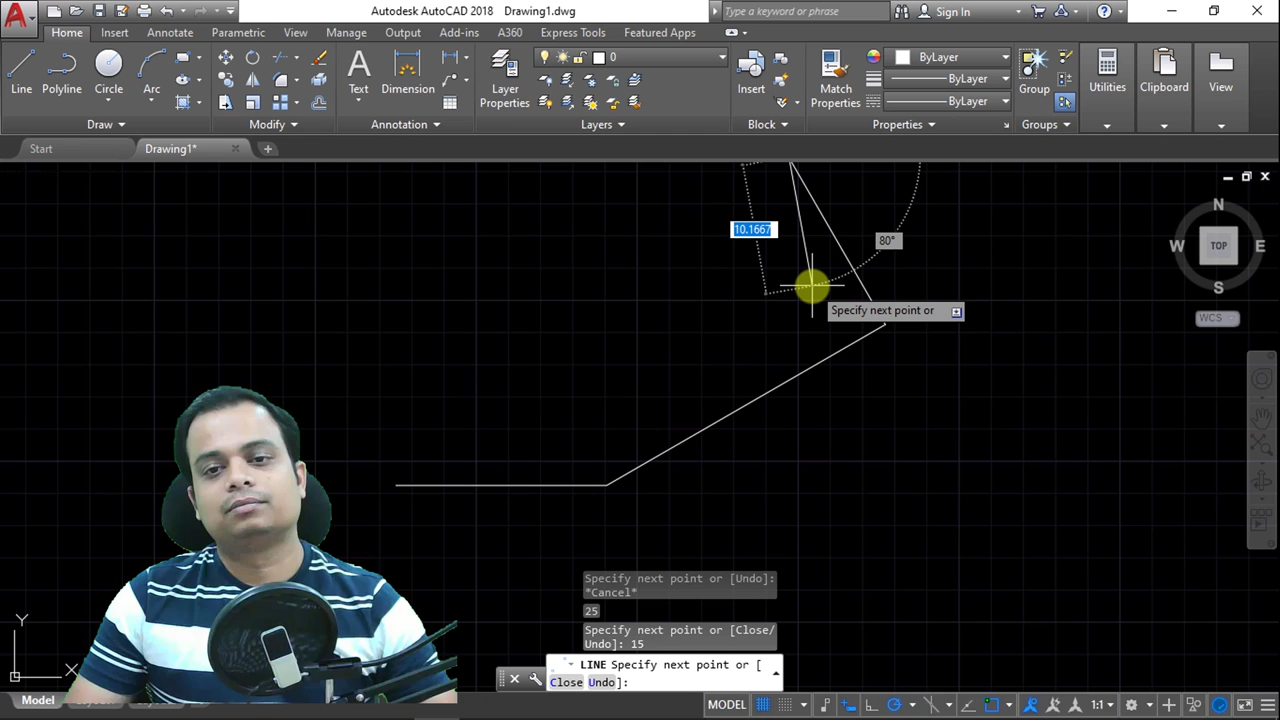 Autodesk AutoCAD 2018 Drawing1.dwg
Type a keyword or phrase
Sign In
Home Insert Annotate Parametric View Manage Output Add-ins A360 Express Tools Featured Apps
Line Polyline Circle Arc
Text Dimension
Layer
Properties
0
Insert
Match
Properties
ByLayer
ByLayer
ByLayer
Group
Utilities
Clipboard
View
Draw Modify Annotation Layers Block Properties Groups
Start Drawing1*
10.1667
80°
Specify next point or
N
W TOP E
S
WCS
Y
X
Specify next point or [Undo]:
*Cancel*
25
Specify next point or [Close/
Undo]: 15
LINE Specify next point or [
Close Undo]:
Model
MODEL
1:1